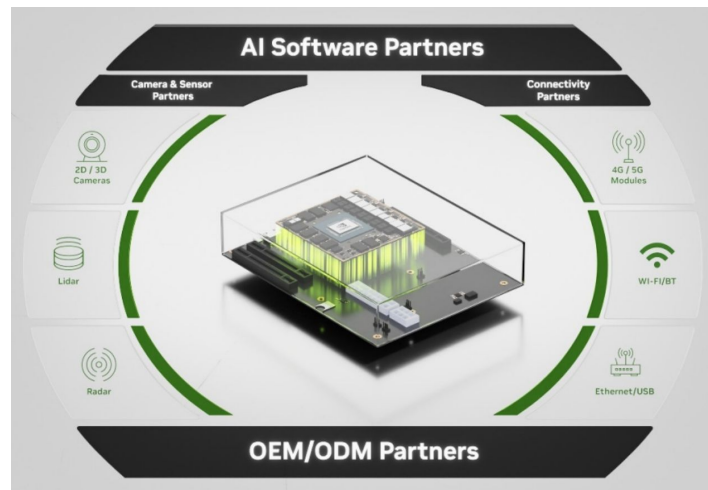 AI Software Partners
Camera & Sensor
Partners
Connectivity
Partners
2D / 3D
Cameras
4G / 5G
Modules
Lidar
WI-FI/BT
Radar
Ethernet/USB
OEM/ODM Partners